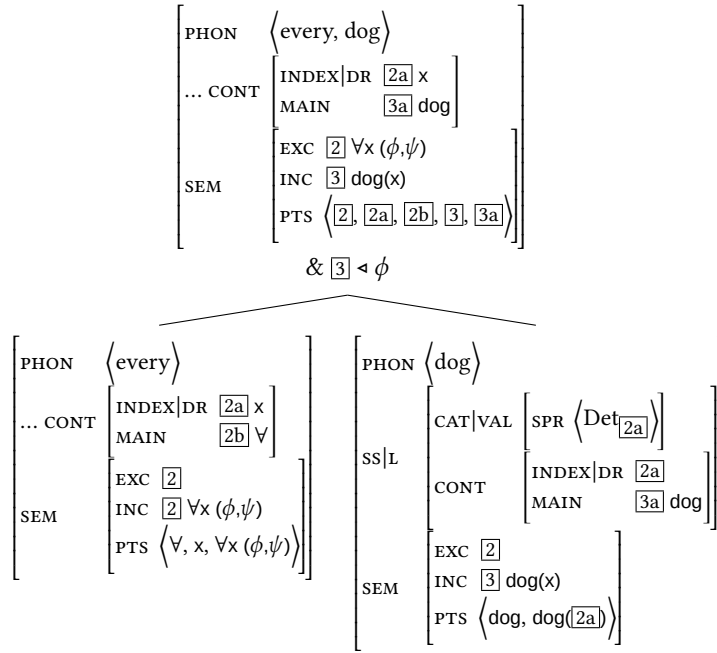 PHON ⟨every, dog⟩
... CONT INDEX|DR 2a x
MAIN 3a dog
SEM EXC 2 ∀x (ϕ,ψ)
INC 3 dog(x)
PTS ⟨2, 2a, 2b, 3, 3a⟩
& 3 ◃ ϕ
PHON ⟨every⟩
... CONT INDEX|DR 2a x
MAIN 2b ∀
SEM EXC 2
INC 2 ∀x (ϕ,ψ)
PTS ⟨∀, x, ∀x (ϕ,ψ)⟩
PHON ⟨dog⟩
SS|L CAT|VAL SPR ⟨Det 2a⟩
CONT INDEX|DR 2a
MAIN 3a dog
SEM EXC 2
INC 3 dog(x)
PTS ⟨dog, dog(2a)⟩